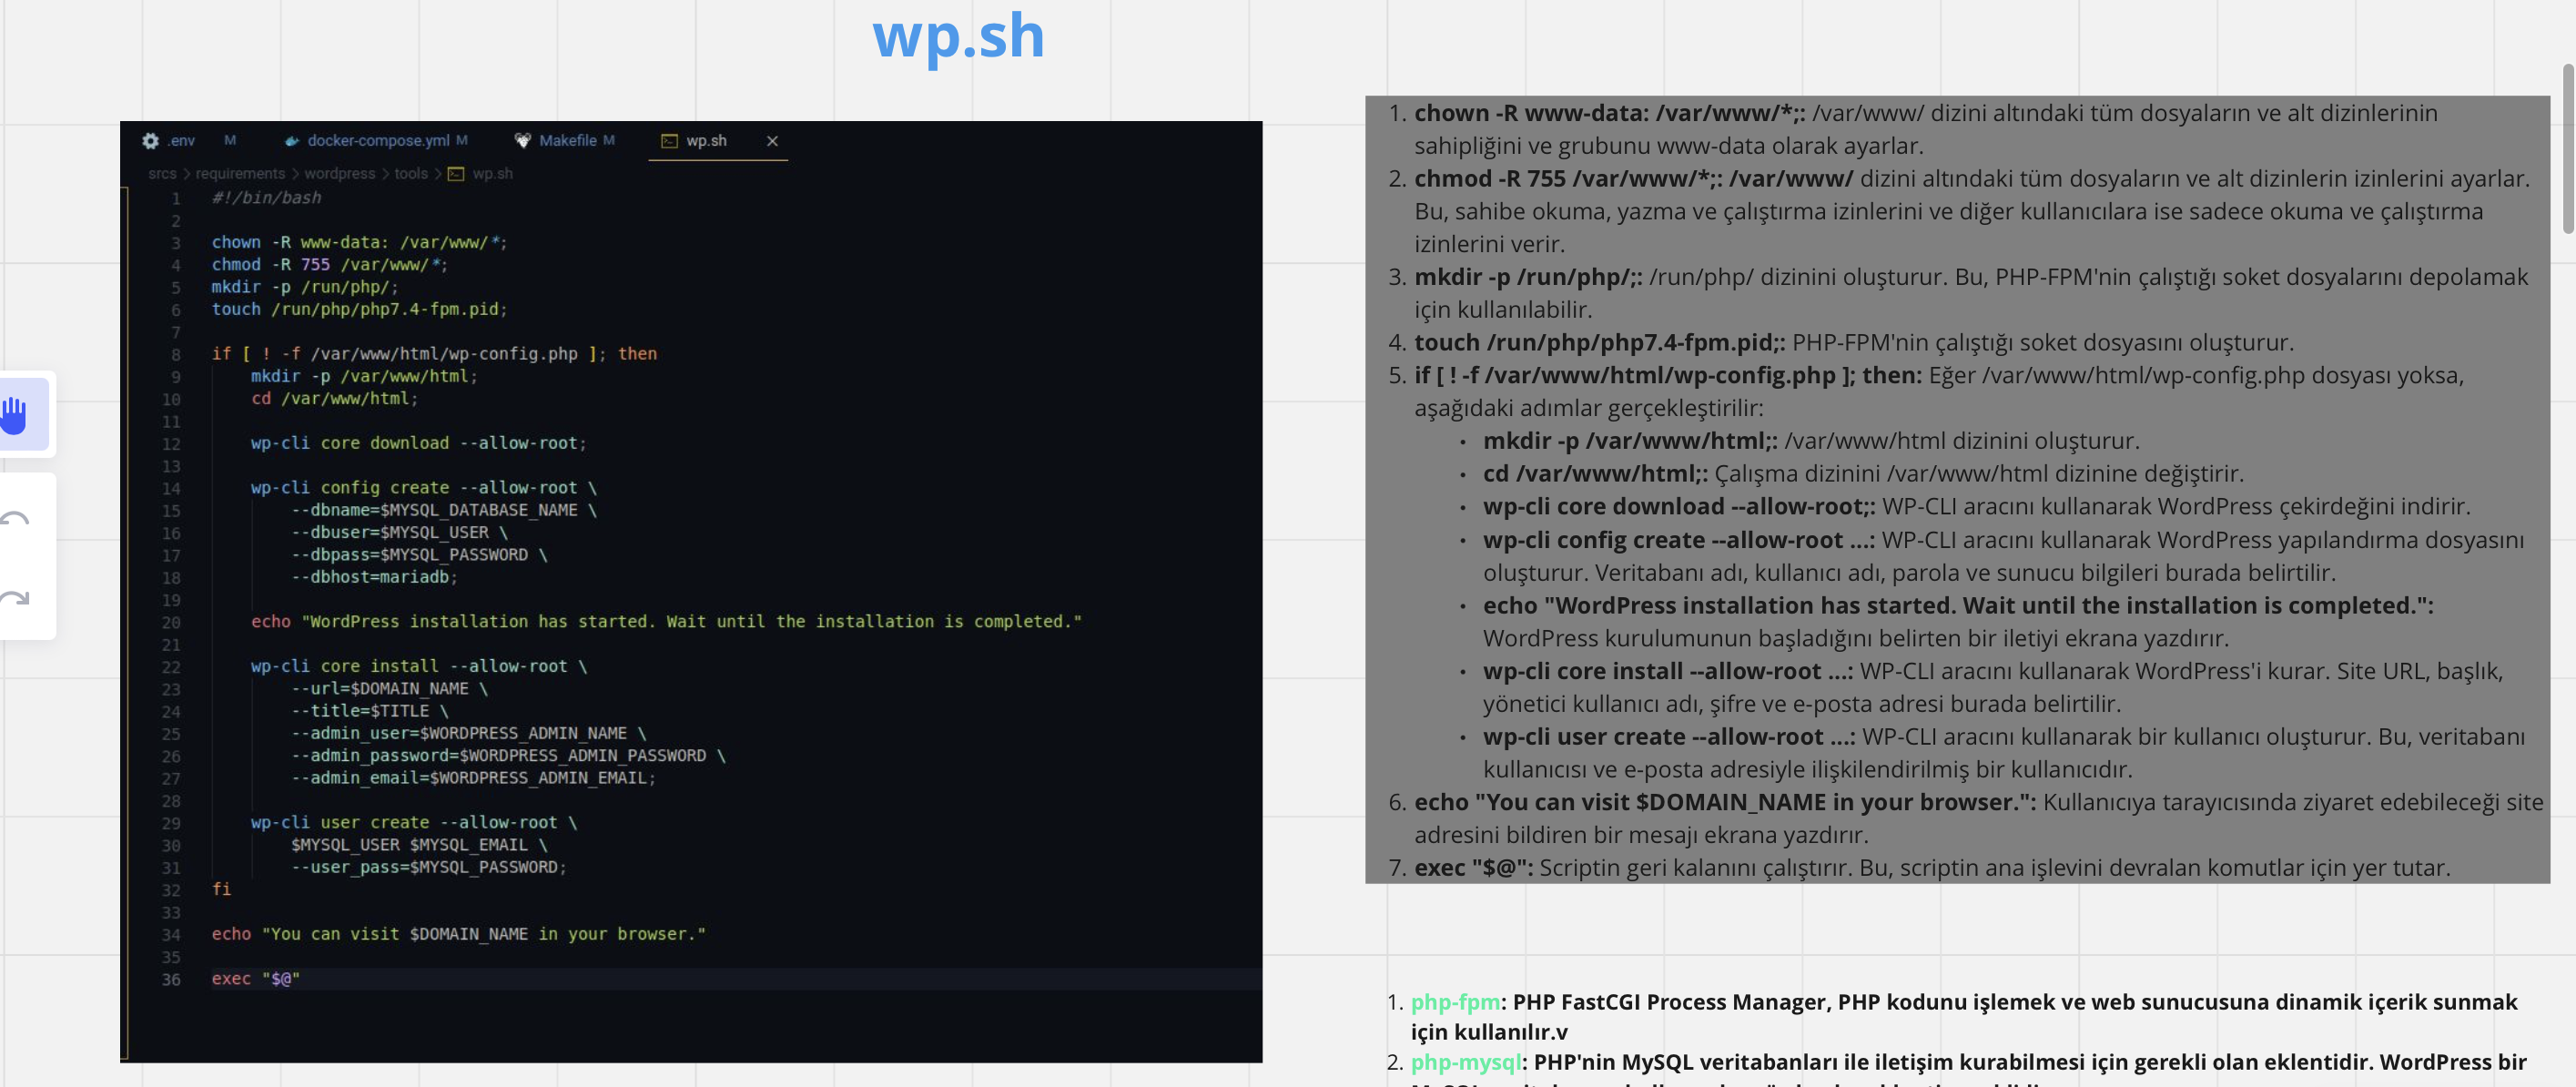 wp.sh
.env M docker-compose.yml M Makefile M wp.sh ×
srcs > requirements > wordpress > tools > wp.sh
1 #!/bin/bash
2
3 chown -R www-data: /var/www/*;
4 chmod -R 755 /var/www/*;
5 mkdir -p /run/php/;
6 touch /run/php/php7.4-fpm.pid;
7
8 if [ ! -f /var/www/html/wp-config.php ]; then
9 mkdir -p /var/www/html;
10 cd /var/www/html;
11
12 wp-cli core download --allow-root;
13
14 wp-cli config create --allow-root \
15 --dbname=$MYSQL_DATABASE_NAME \
16 --dbuser=$MYSQL_USER \
17 --dbpass=$MYSQL_PASSWORD \
18 --dbhost=mariadb;
19
20 echo "WordPress installation has started. Wait until the installation is completed."
21
22 wp-cli core install --allow-root \
23 --url=$DOMAIN_NAME \
24 --title=$TITLE \
25 --admin_user=$WORDPRESS_ADMIN_NAME \
26 --admin_password=$WORDPRESS_ADMIN_PASSWORD \
27 --admin_email=$WORDPRESS_ADMIN_EMAIL;
28
29 wp-cli user create --allow-root \
30 $MYSQL_USER $MYSQL_EMAIL \
31 --user_pass=$MYSQL_PASSWORD;
32 fi
33
34 echo "You can visit $DOMAIN_NAME in your browser."
35
36 exec "$@"
1. chown -R www-data: /var/www/*;: /var/www/ dizini altındaki tüm dosyaların ve alt dizinlerinin
sahipliğini ve grubunu www-data olarak ayarlar.
2. chmod -R 755 /var/www/*;: /var/www/ dizini altındaki tüm dosyaların ve alt dizinlerin izinlerini ayarlar.
Bu, sahibe okuma, yazma ve çalıştırma izinlerini ve diğer kullanıcılara ise sadece okuma ve çalıştırma
izinlerini verir.
3. mkdir -p /run/php/;: /run/php/ dizinini oluşturur. Bu, PHP-FPM'nin çalıştığı soket dosyalarını depolamak
için kullanılabilir.
4. touch /run/php/php7.4-fpm.pid;: PHP-FPM'nin çalıştığı soket dosyasını oluşturur.
5. if [ ! -f /var/www/html/wp-config.php ]; then: Eğer /var/www/html/wp-config.php dosyası yoksa,
aşağıdaki adımlar gerçekleştirilir:
• mkdir -p /var/www/html;: /var/www/html dizinini oluşturur.
• cd /var/www/html;: Çalışma dizinini /var/www/html dizinine değiştirir.
• wp-cli core download --allow-root;: WP-CLI aracını kullanarak WordPress çekirdeğini indirir.
• wp-cli config create --allow-root ...: WP-CLI aracını kullanarak WordPress yapılandırma dosyasını
oluşturur. Veritabanı adı, kullanıcı adı, parola ve sunucu bilgileri burada belirtilir.
• echo "WordPress installation has started. Wait until the installation is completed.":
WordPress kurulumunun başladığını belirten bir iletiyi ekrana yazdırır.
• wp-cli core install --allow-root ...: WP-CLI aracını kullanarak WordPress'i kurar. Site URL, başlık,
yönetici kullanıcı adı, şifre ve e-posta adresi burada belirtilir.
• wp-cli user create --allow-root ...: WP-CLI aracını kullanarak bir kullanıcı oluşturur. Bu, veritabanı
kullanıcısı ve e-posta adresiyle ilişkilendirilmiş bir kullanıcıdır.
6. echo "You can visit $DOMAIN_NAME in your browser.": Kullanıcıya tarayıcısında ziyaret edebileceği site
adresini bildiren bir mesajı ekrana yazdırır.
7. exec "$@": Scriptin geri kalanını çalıştırır. Bu, scriptin ana işlevini devralan komutlar için yer tutar.
1. php-fpm: PHP FastCGI Process Manager, PHP kodunu işlemek ve web sunucusuna dinamik içerik sunmak
için kullanılır.v
2. php-mysql: PHP'nin MySQL veritabanları ile iletişim kurabilmesi için gerekli olan eklentidir. WordPress bir